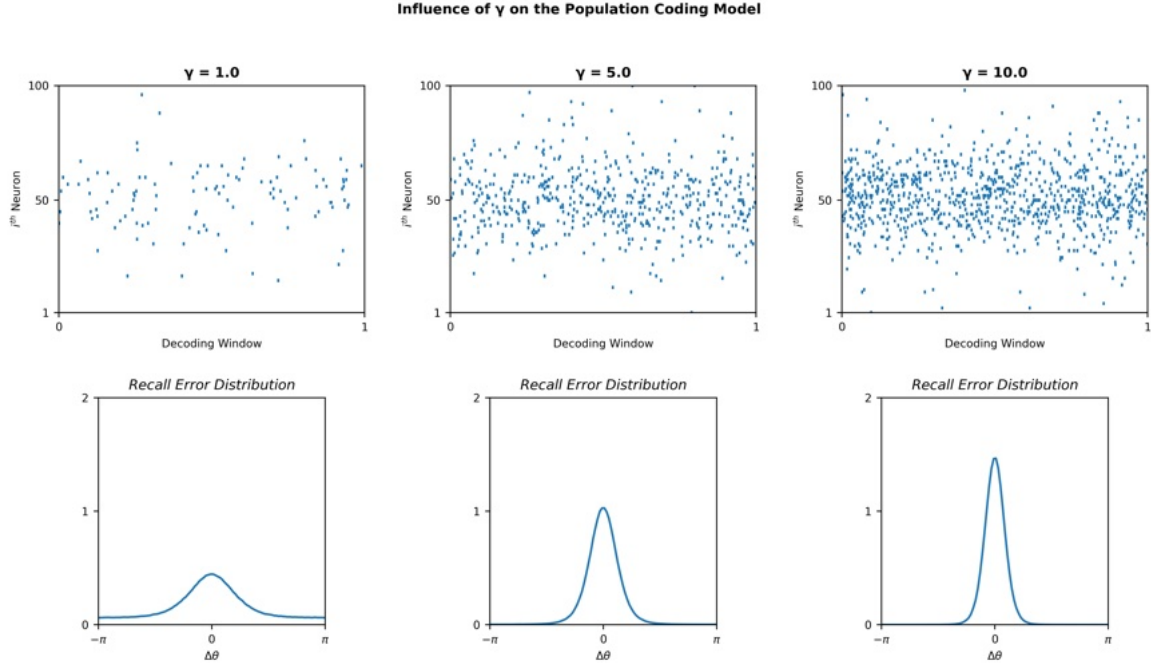 Influence of γ on the Population Coding Model
γ = 1.0
γ = 5.0
γ = 10.0
100
50
1
jth Neuron
0
1
Decoding Window
100
50
1
jth Neuron
0
1
Decoding Window
100
50
1
jth Neuron
0
1
Decoding Window
Recall Error Distribution
2
1
0
−π
0
π
Δθ
Recall Error Distribution
2
1
0
−π
0
π
Δθ
Recall Error Distribution
2
1
0
−π
0
π
Δθ